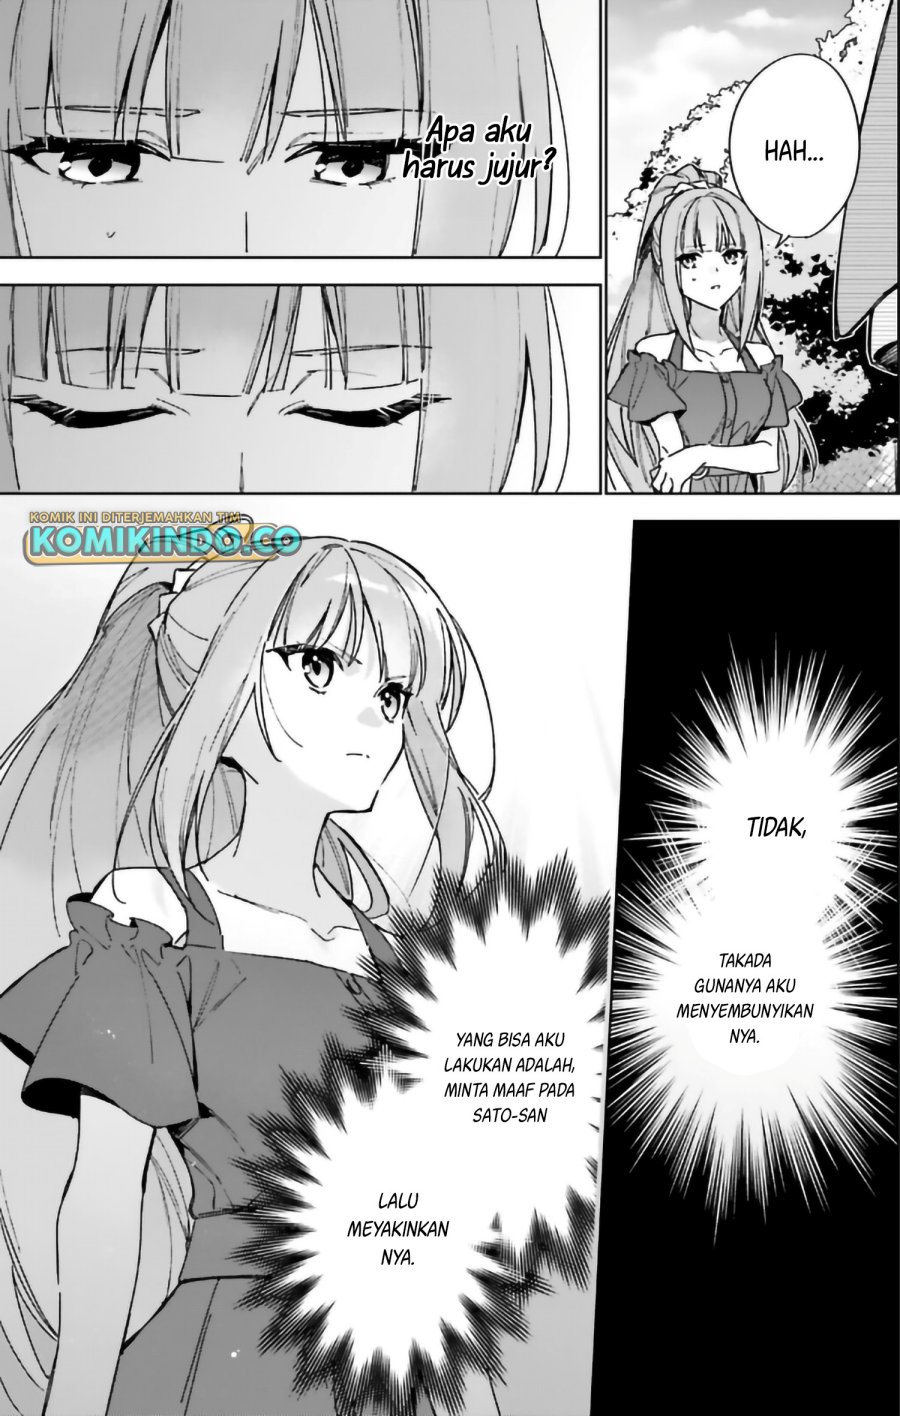 HAH...
Apa aku
harus jujur?
KOMIK INI DITERJEMAHKAN TIM
KOMIKINDO.CO
TIDAK,
TAKADA
GUNANYA AKU
MENYEMBUNYIKAN
NYA.
YANG BISA AKU
LAKUKAN ADALAH,
MINTA MAAF PADA
SATO-SAN
LALU
MEYAKINKAN
NYA.